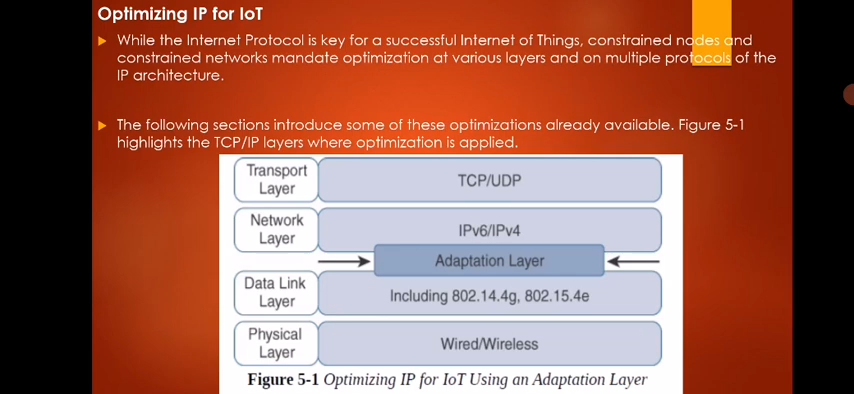 Optimizing IP for IoT
While the Internet Protocol is key for a successful Internet of Things, constrained nodes and
constrained networks mandate optimization at various layers and on multiple protocols of the
IP architecture.
The following sections introduce some of these optimizations already available. Figure 5-1
highlights the TCP/IP layers where optimization is applied.
Transport
Layer
TCP/UDP
Network
Layer
IPv6/IPv4
Adaptation Layer
Data Link
Layer
Including 802.14.4g, 802.15.4e
Physical
Layer
Wired/Wireless
Figure 5-1 Optimizing IP for IoT Using an Adaptation Layer